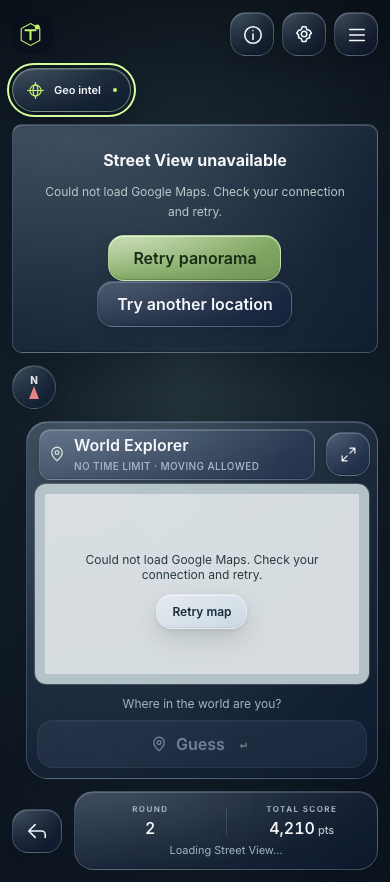 Geo intel
Street View unavailable
Could not load Google Maps. Check your connection
and retry.
Retry panorama
Try another location
N
World Explorer
NO TIME LIMIT · MOVING ALLOWED
Could not load Google Maps. Check your
connection and retry.
Retry map
Where in the world are you?
Guess ↵
ROUND
2
TOTAL SCORE
4,210 pts
Loading Street View...